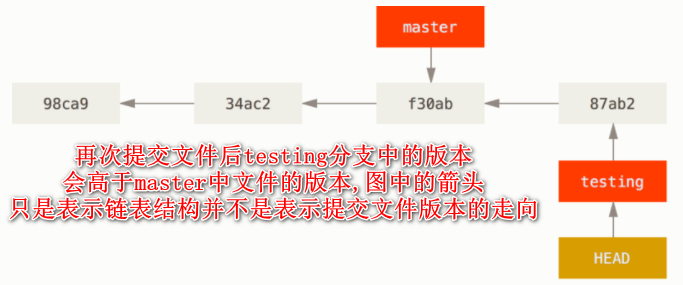 master
98ca9
34ac2
f30ab
87ab2
再次提交文件后testing分支中的版本
会高于master中文件的版本,图中的箭头
只是表示链表结构并不是表示提交文件版本的走向
testing
HEAD